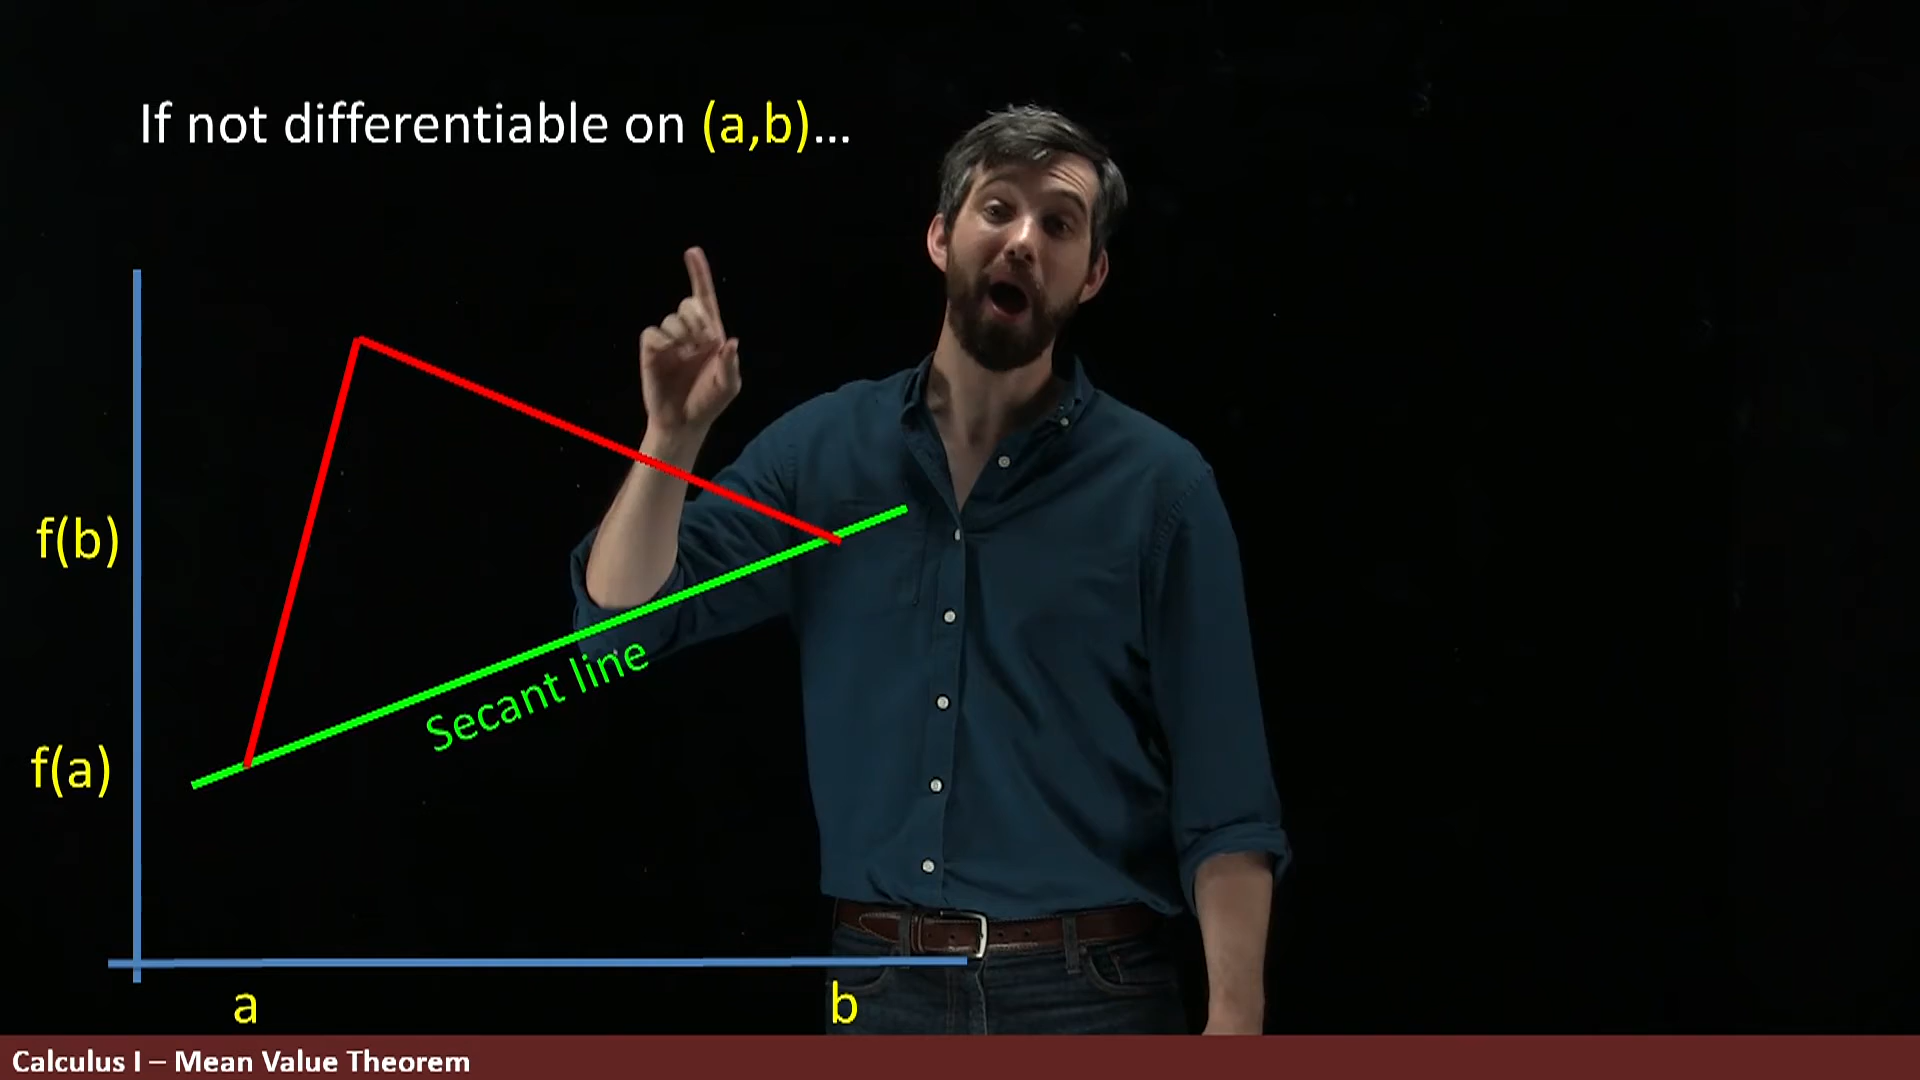 If not differentiable on (a,b)...
f(b)
Secant line
f(a)
a
b
Calculus I – Mean Value Theorem